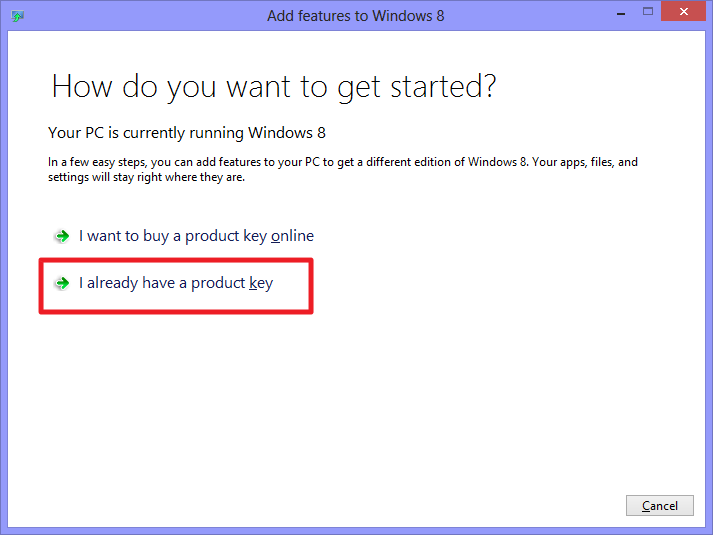 Add features to Windows 8
How do you want to get started?
Your PC is currently running Windows 8
In a few easy steps, you can add features to your PC to get a different edition of Windows 8. Your apps, files, and
settings will stay right where they are.
I want to buy a product key online
I already have a product key
Cancel